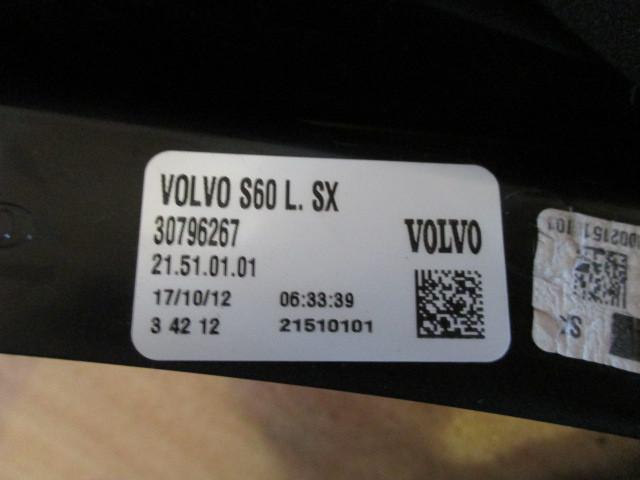 VOLVO S60 L. SX
30796267
VOLVO
21.51.01.01
17/10/12 06:33:39
3 42 12 21510101
SX